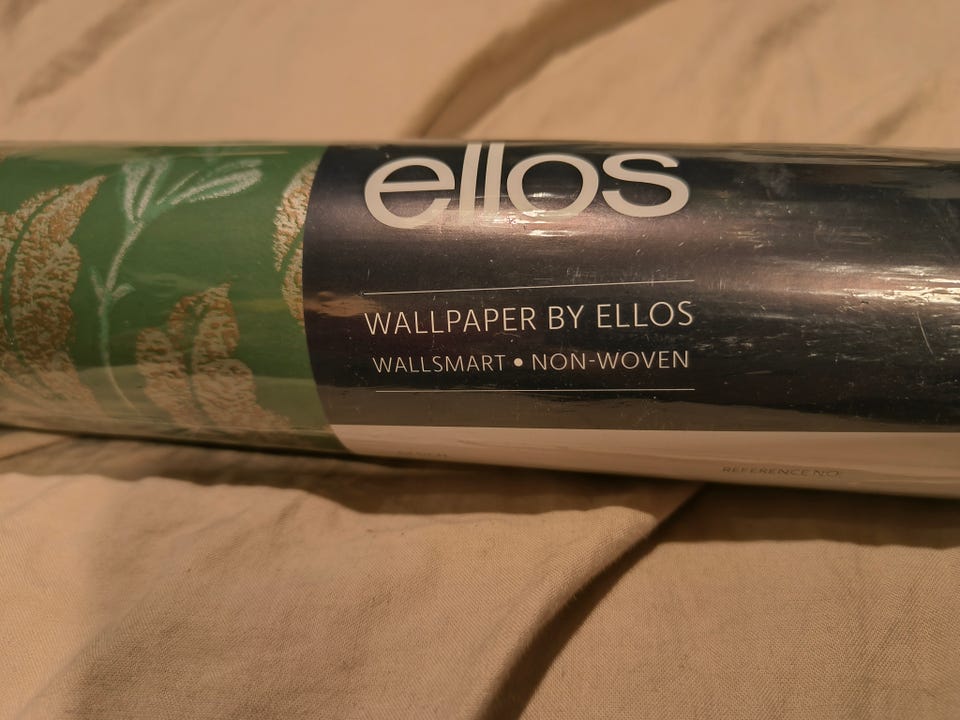 ellos
WALLPAPER BY ELLOS
WALLSMART • NON-WOVEN
REFERENCE NO: